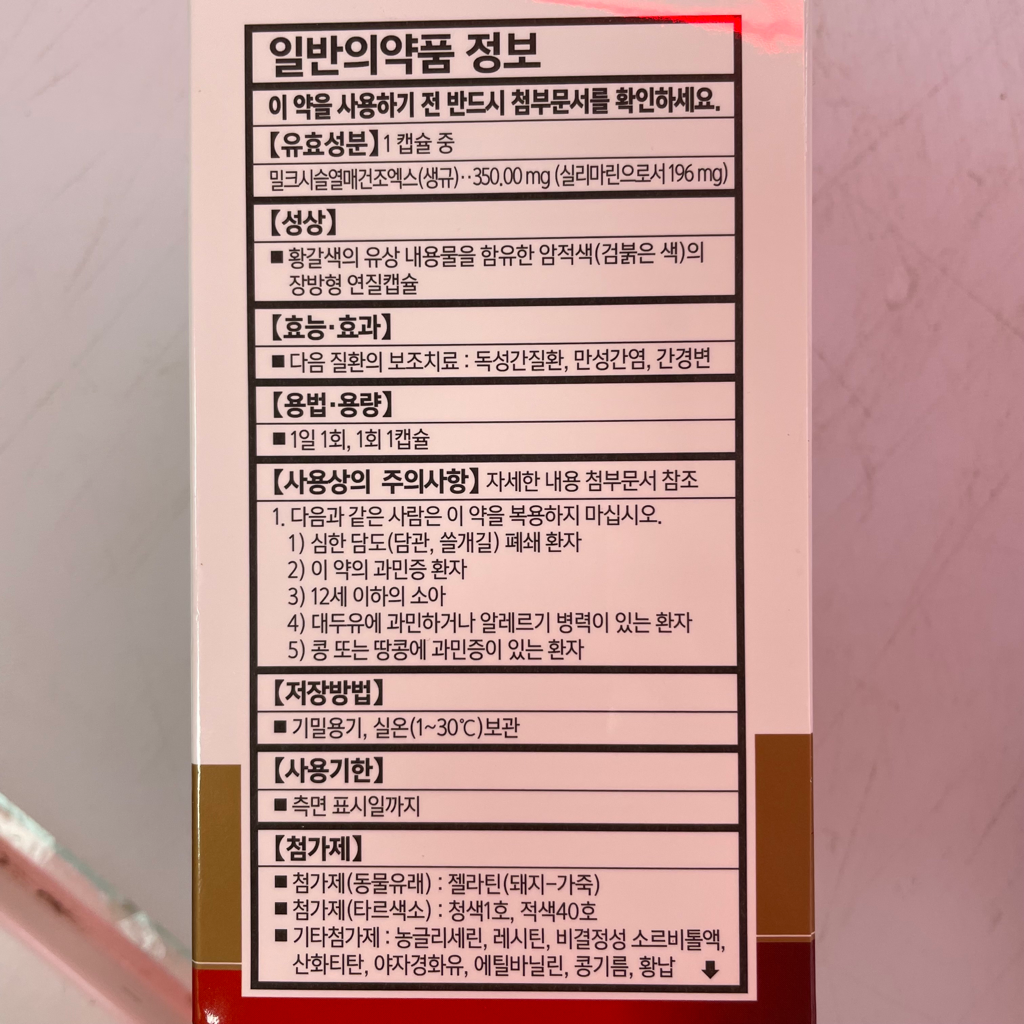 일반의약품 정보
이 약을 사용하기 전 반드시 첨부문서를 확인하세요.
【유효성분】 1 캡슐 중
밀크시슬열매건조엑스(생규)··350.00 mg (실리마린으로서 196 mg)
【성상】
■ 황갈색의 유상 내용물을 함유한 암적색(검붉은 색)의
장방형 연질캡슐
【효능·효과】
■ 다음 질환의 보조치료 : 독성간질환, 만성간염, 간경변
【용법·용량】
■ 1일 1회, 1회 1캡슐
【사용상의 주의사항】 자세한 내용 첨부문서 참조
1. 다음과 같은 사람은 이 약을 복용하지 마십시오.
1) 심한 담도(담관, 쓸개길) 폐쇄 환자
2) 이 약의 과민증 환자
3) 12세 이하의 소아
4) 대두유에 과민하거나 알레르기 병력이 있는 환자
5) 콩 또는 땅콩에 과민증이 있는 환자
【저장방법】
■ 기밀용기, 실온(1~30℃)보관
【사용기한】
■ 측면 표시일까지
【첨가제】
■ 첨가제(동물유래) : 젤라틴(돼지-가죽)
■ 첨가제(타르색소) : 청색1호, 적색40호
■ 기타첨가제 : 농글리세린, 레시틴, 비결정성 소르비톨액,
산화티탄, 야자경화유, 에틸바닐린, 콩기름, 황납